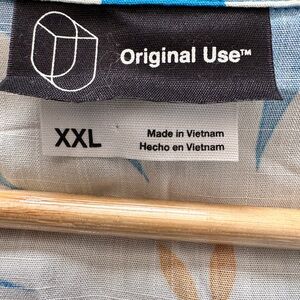 Original Use™
XXL
Made in Vietnam
Hecho en Vietnam